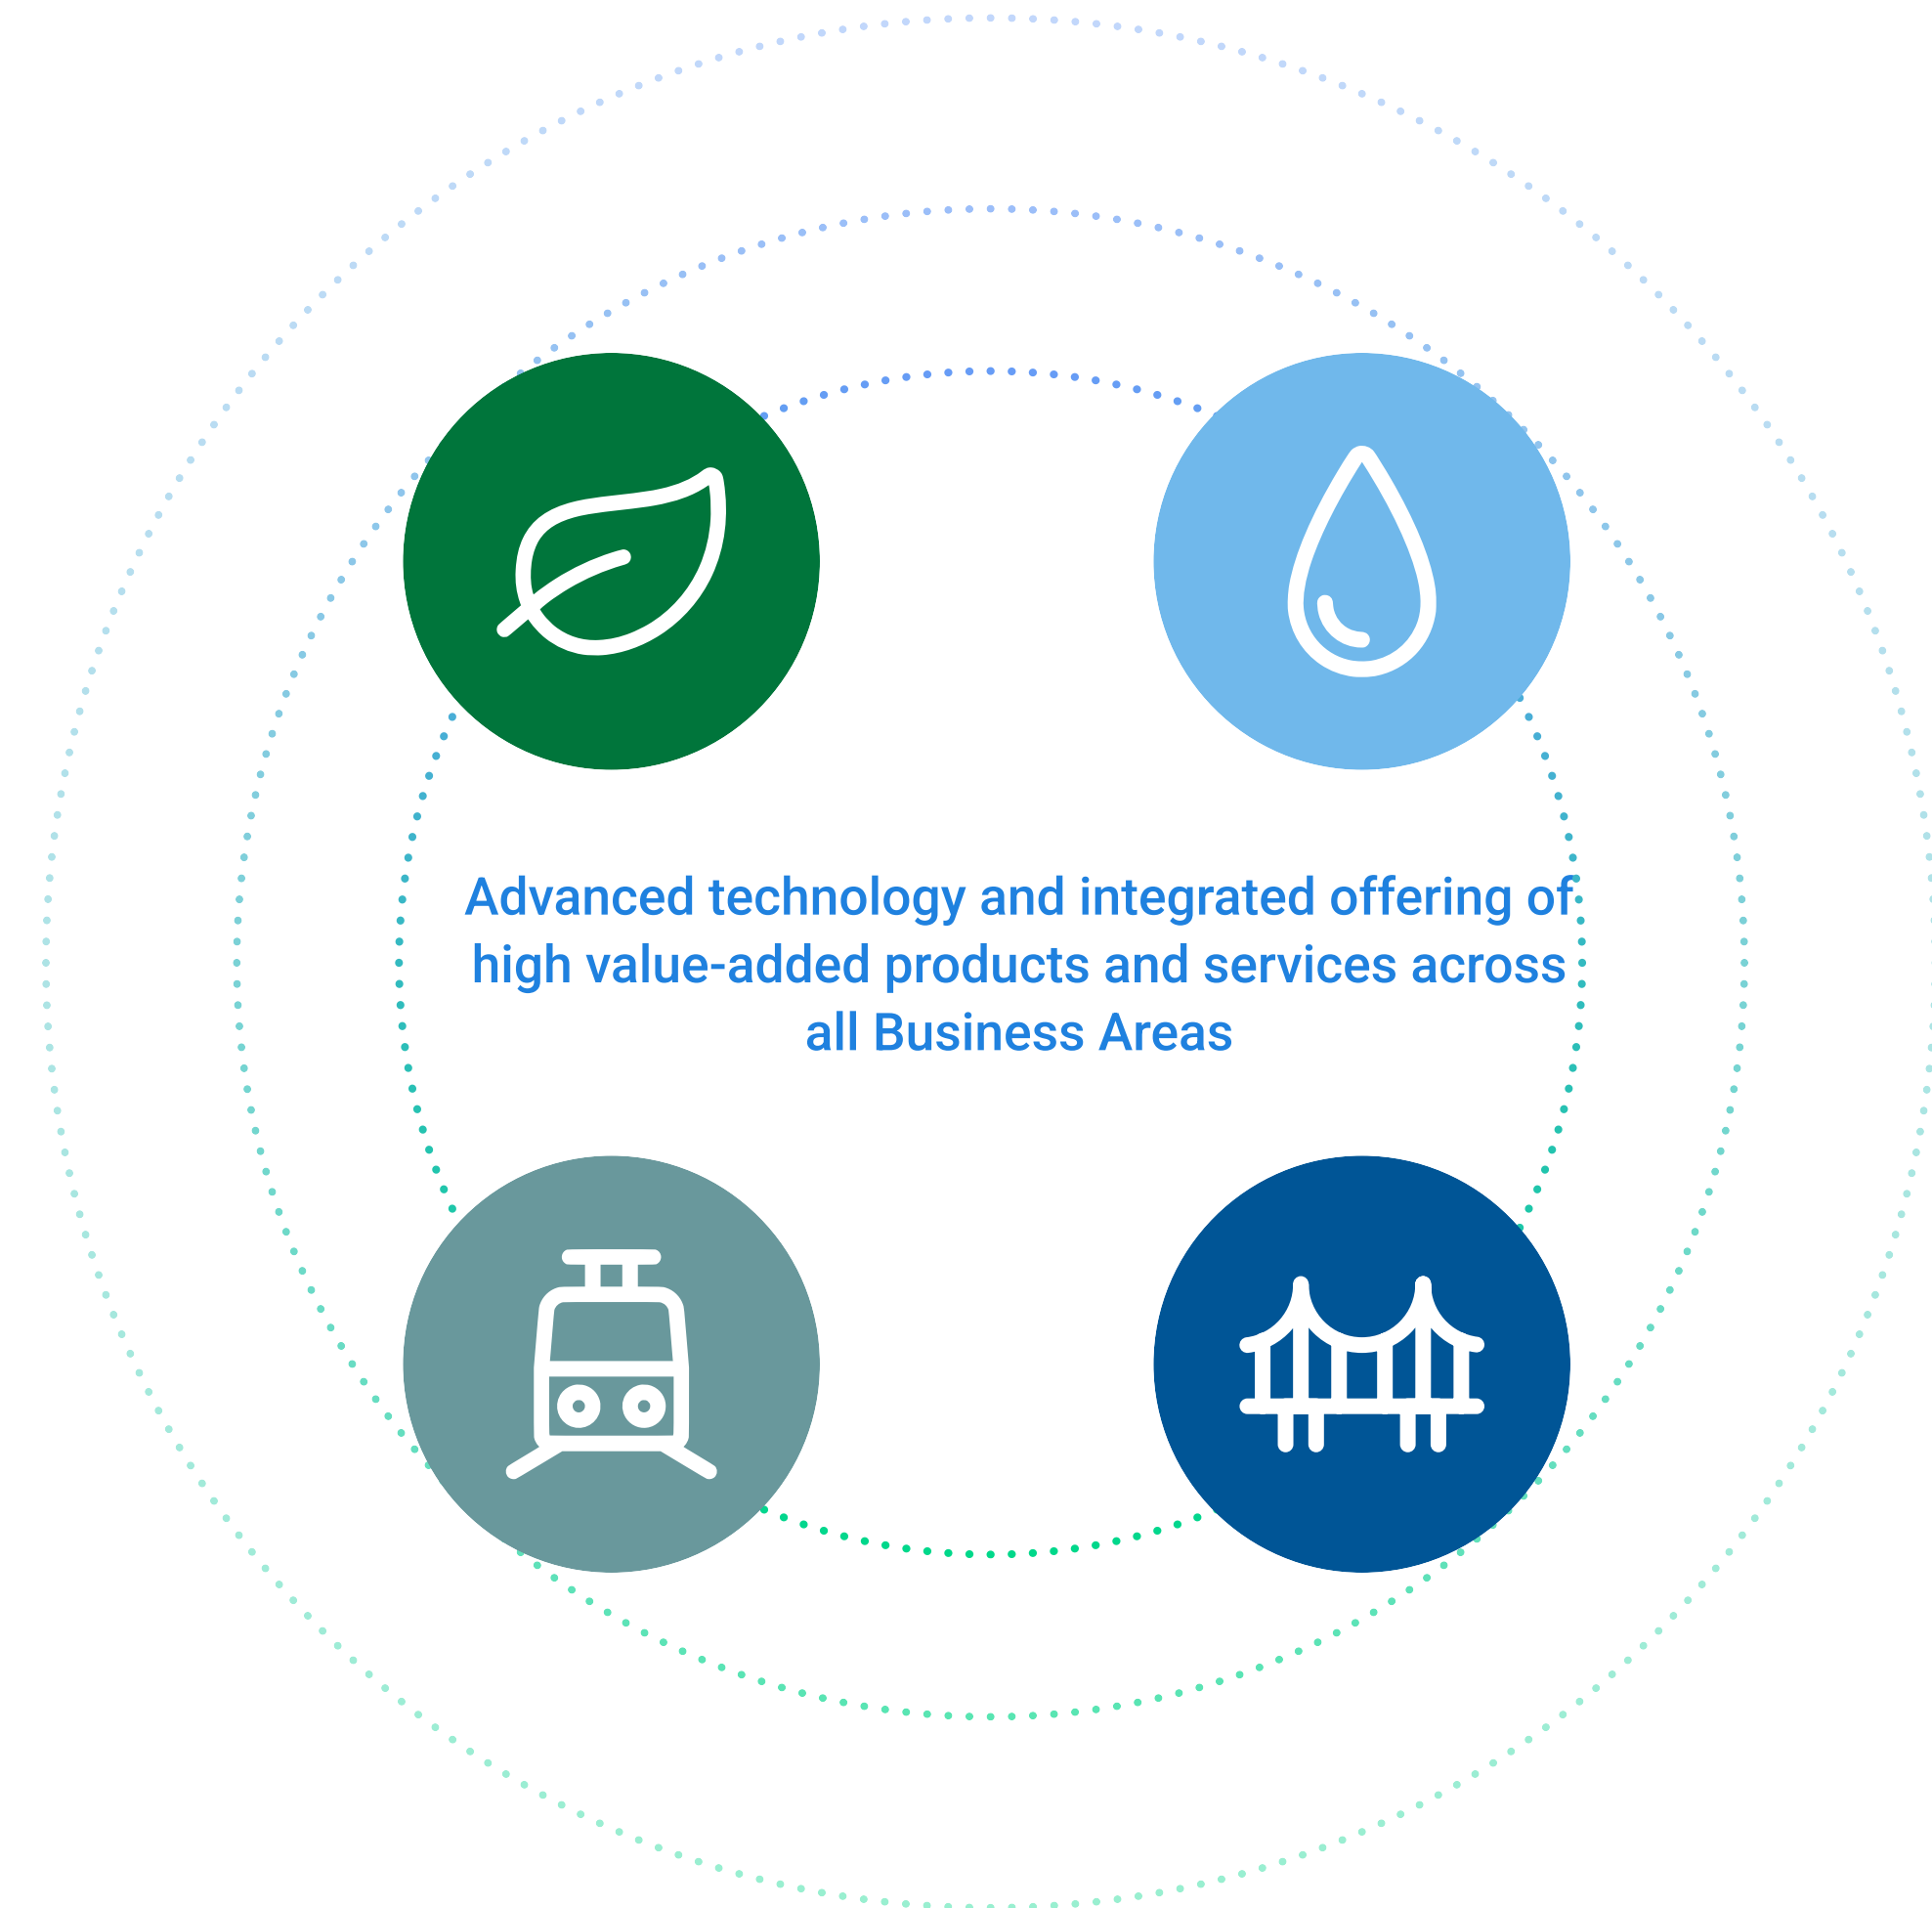 Advanced technology and integrated offering of
high value-added products and services across
all Business Areas